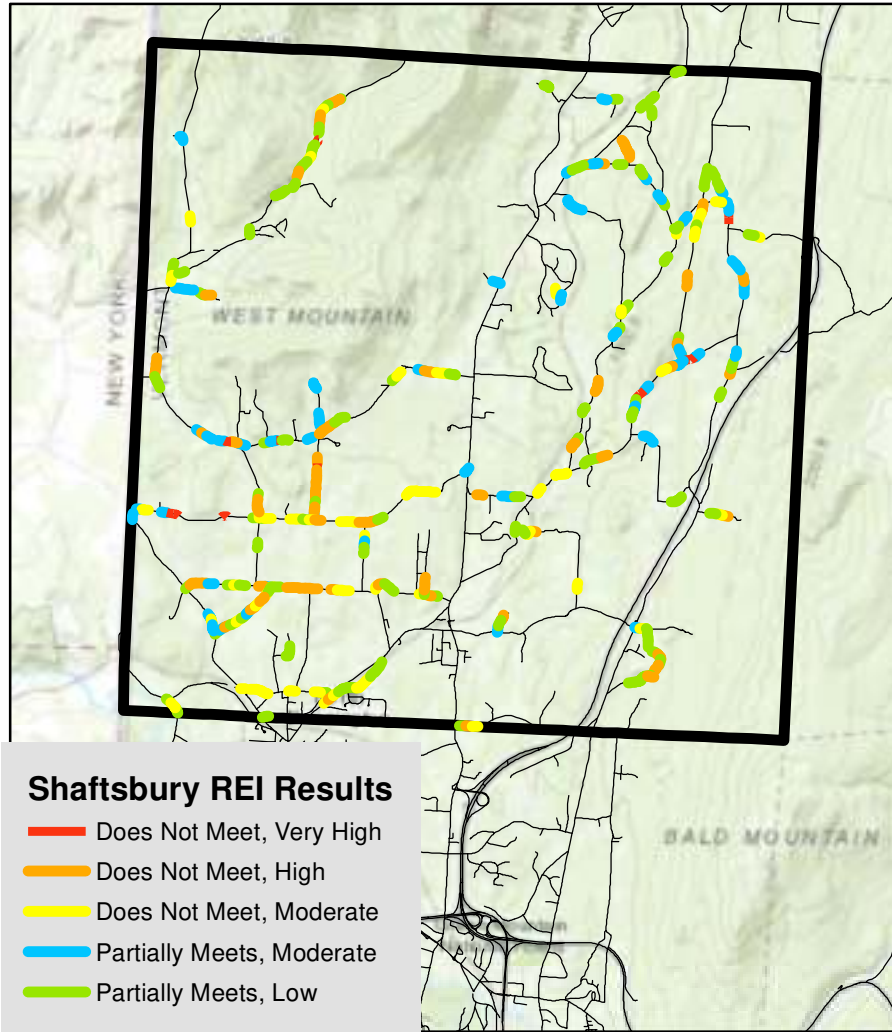 NEW YORK
WEST MOUNTAIN
BALD MOUNTAIN
Shaftsbury REI Results
Does Not Meet, Very High
Does Not Meet, High
Does Not Meet, Moderate
Partially Meets, Moderate
Partially Meets, Low